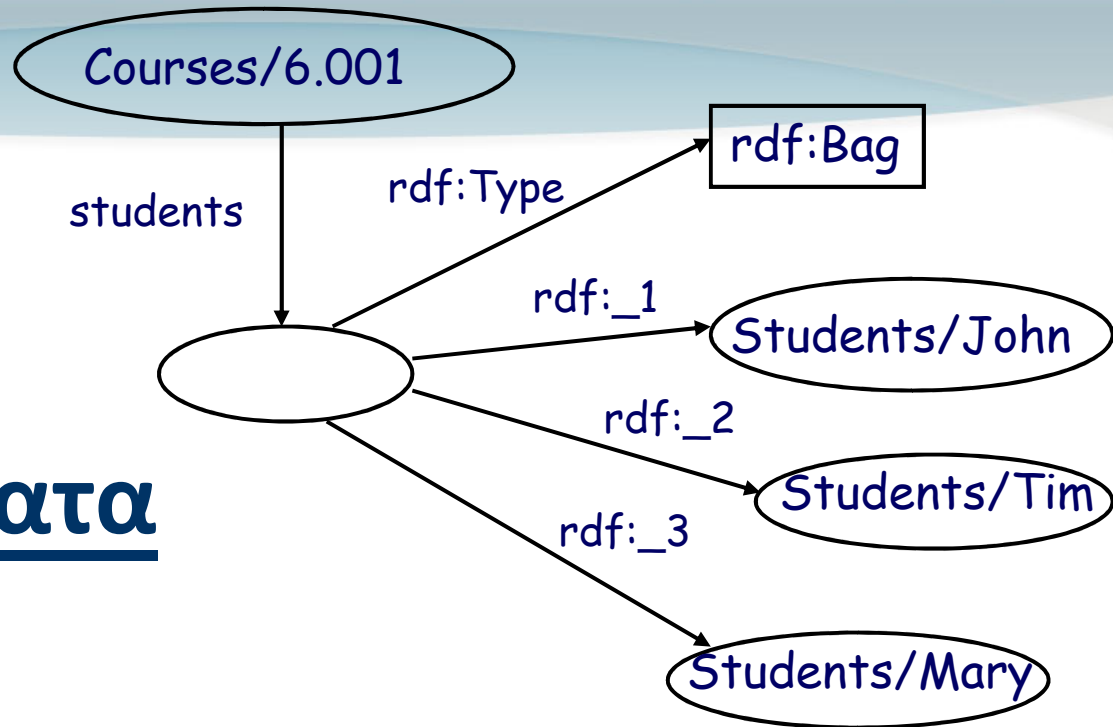 Courses/6.001
rdf:Bag
rdf:Type
students
rdf:_1
Students/John
rdf:_2
Students/Tim
ατα
rdf:_3
Students/Mary